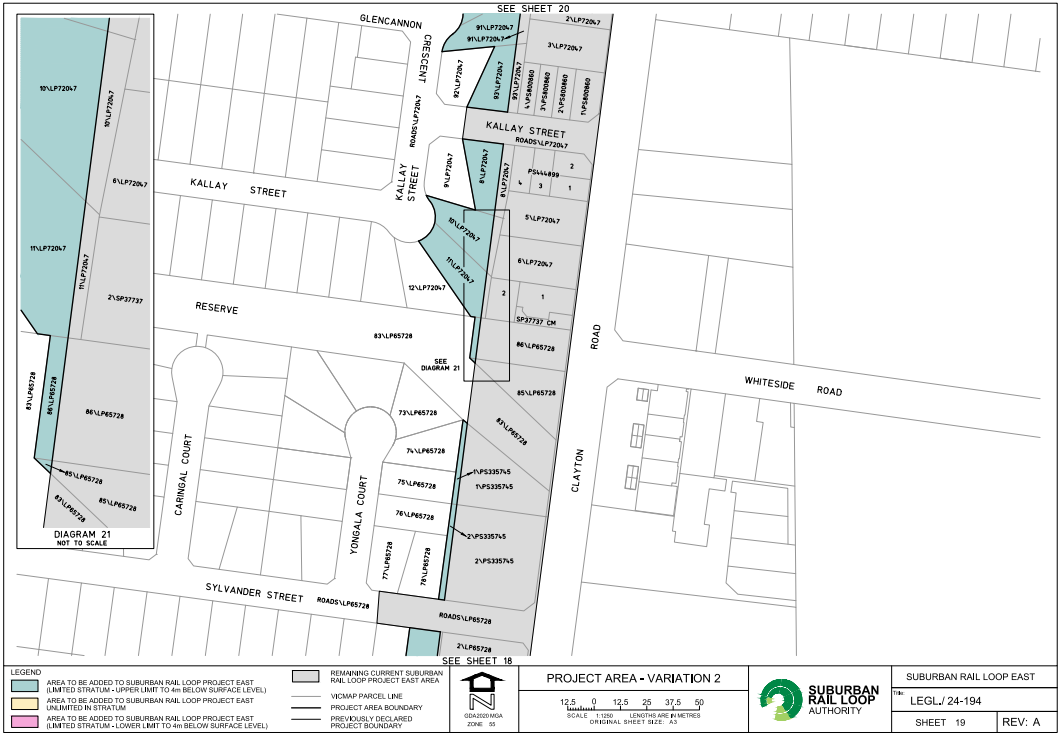 SEE SHEET 20
GLENCANNON
CRESCENT
ROADS\LP72047
91\LP72047
91\LP72047
92\LP72047
93\LP72047
93\LP72047
2\LP72047
3\LP72047
4\PS800860
3\PS800860
2\PS800860
1\PS800860
KALLAY STREET
ROADS\LP72047
KALLAY STREET
KALLAY
STREET
9\LP72047
8\LP72047
8\LP72047
PS444899
2
4
3
1
5\LP72047
10\LP72047
11\LP72047
6\LP72047
12\LP72047
2
1
SP37737 CM
RESERVE
83\LP65728
86\LP65728
SEE
DIAGRAM 21
85\LP65728
83\LP65728
ROAD
CLAYTON
WHITESIDE ROAD
73\LP65728
74\LP65728
75\LP65728
76\LP65728
77\LP65728
78\LP65728
1\PS335745
1\PS335745
2\PS335745
2\PS335745
CARINGAL COURT
YONGALA COURT
SYLVANDER STREET
ROADS\LP65728
ROADS\LP65728
2\LP65728
SEE SHEET 18
10\LP72047
10\LP72047
6\LP72047
11\LP72047
11\LP72047
2\SP37737
83\LP65728
86\LP65728
86\LP65728
85\LP65728
85\LP65728
83\LP65728
DIAGRAM 21
NOT TO SCALE
LEGEND
AREA TO BE ADDED TO SUBURBAN RAIL LOOP PROJECT EAST
(LIMITED STRATUM - UPPER LIMIT TO 4m BELOW SURFACE LEVEL)
AREA TO BE ADDED TO SUBURBAN RAIL LOOP PROJECT EAST
UNLIMITED IN STRATUM
AREA TO BE ADDED TO SUBURBAN RAIL LOOP PROJECT EAST
(LIMITED STRATUM - LOWER LIMIT TO 4m BELOW SURFACE LEVEL)
REMAINING CURRENT SUBURBAN
RAIL LOOP PROJECT EAST AREA
VICMAP PARCEL LINE
PROJECT AREA BOUNDARY
PREVIOUSLY DECLARED
PROJECT BOUNDARY
N
GDA2020 MGA
ZONE 55
PROJECT AREA - VARIATION 2
12.5 0 12.5 25 37.5 50
SCALE 1:1250 LENGTHS ARE IN METRES
ORIGINAL SHEET SIZE: A3
SUBURBAN
RAIL LOOP
AUTHORITY
SUBURBAN RAIL LOOP EAST
Title:
LEGL./ 24-194
SHEET 19
REV: A